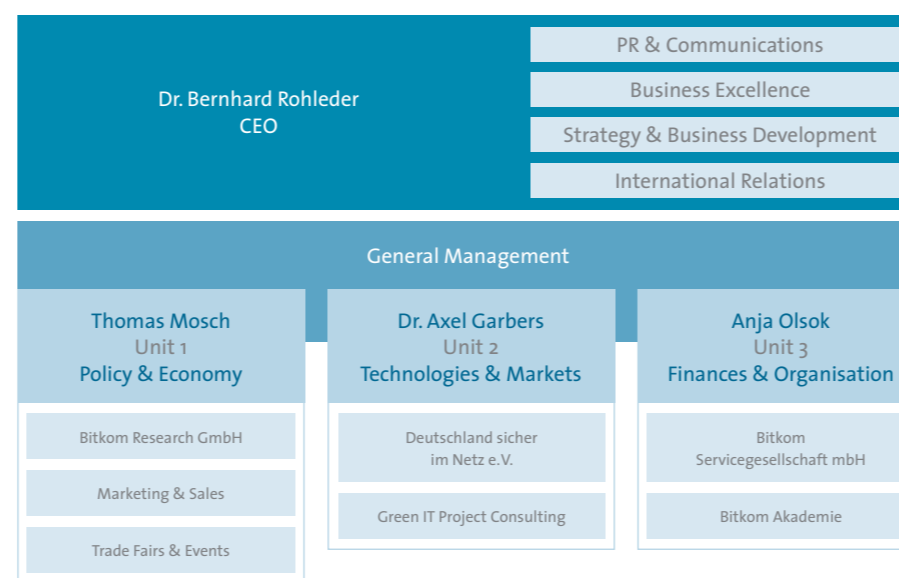 Dr. Bernhard Rohleder
CEO
PR & Communications
Business Excellence
Strategy & Business Development
International Relations
General Management
Thomas Mosch
Unit 1
Policy & Economy
Bitkom Research GmbH
Marketing & Sales
Trade Fairs & Events
Dr. Axel Garbers
Unit 2
Technologies & Markets
Deutschland sicher
im Netz e.V.
Green IT Project Consulting
Anja Olsok
Unit 3
Finances & Organisation
Bitkom
Servicegesellschaft mbH
Bitkom Akademie